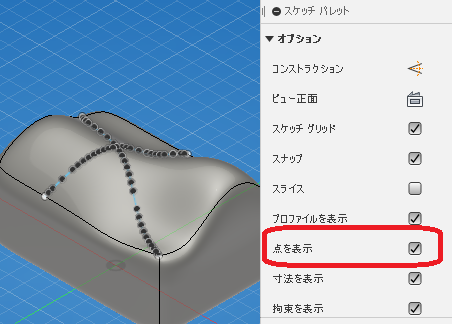 スケッチ パレット
オプション
コンストラクション
ビュー正面
スケッチ グリッド
スナップ
スライス
プロファイルを表示
点を表示
寸法を表示
拘束を表示